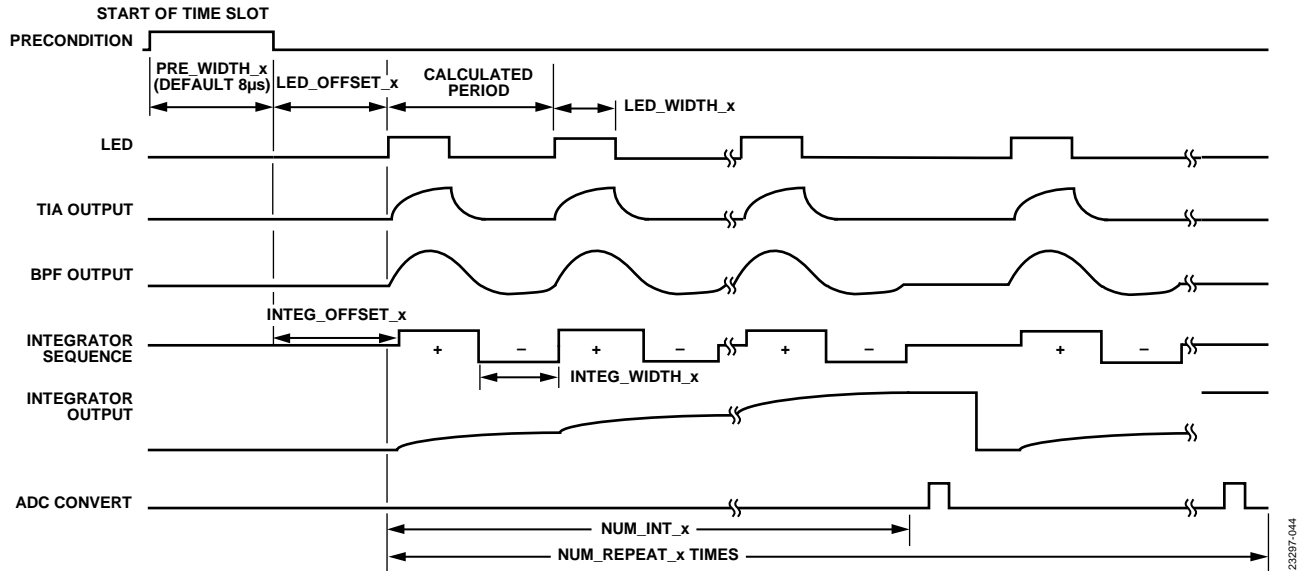 START OF TIME SLOT
PRECONDITION
PRE_WIDTH_x
(DEFAULT 8µs)
LED_OFFSET_x
CALCULATED
PERIOD
LED_WIDTH_x
LED
TIA OUTPUT
BPF OUTPUT
INTEG_OFFSET_x
INTEGRATOR
SEQUENCE
+ – + – + – + –
INTEG_WIDTH_x
INTEGRATOR
OUTPUT
ADC CONVERT
NUM_INT_x
NUM_REPEAT_x TIMES
23297-044